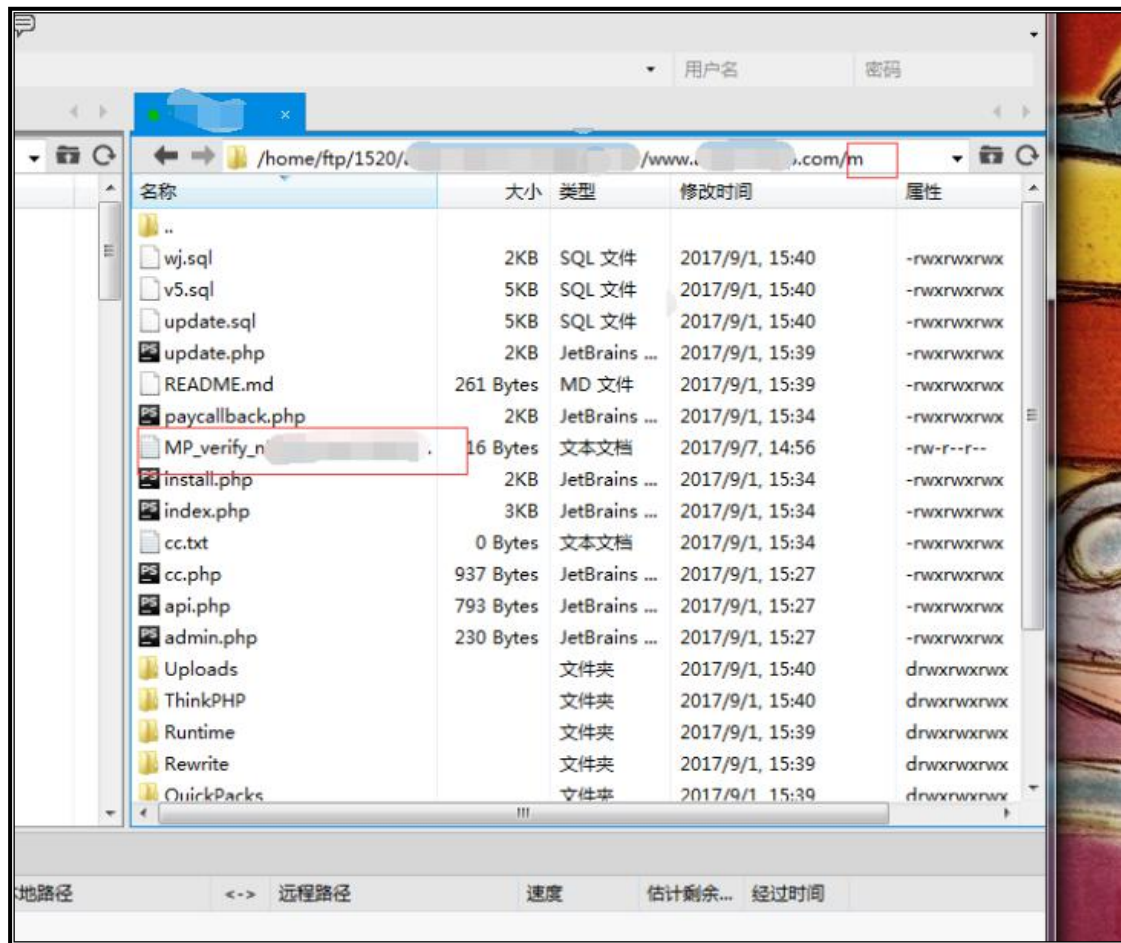 用户名 密码
/home/ftp/1520/ /www. .com/m
名称 大小 类型 修改时间 属性
..
wj.sql 2KB SQL 文件 2017/9/1, 15:40 -rwxrwxrwx
v5.sql 5KB SQL 文件 2017/9/1, 15:40 -rwxrwxrwx
update.sql 5KB SQL 文件 2017/9/1, 15:40 -rwxrwxrwx
update.php 2KB JetBrains ... 2017/9/1, 15:39 -rwxrwxrwx
README.md 261 Bytes MD 文件 2017/9/1, 15:39 -rwxrwxrwx
paycallback.php 2KB JetBrains ... 2017/9/1, 15:34 -rwxrwxrwx
MP_verify_n 16 Bytes 文本文档 2017/9/7, 14:56 -rw-r--r--
install.php 2KB JetBrains ... 2017/9/1, 15:34 -rwxrwxrwx
index.php 3KB JetBrains ... 2017/9/1, 15:34 -rwxrwxrwx
cc.txt 0 Bytes 文本文档 2017/9/1, 15:34 -rwxrwxrwx
cc.php 937 Bytes JetBrains ... 2017/9/1, 15:27 -rwxrwxrwx
api.php 793 Bytes JetBrains ... 2017/9/1, 15:27 -rwxrwxrwx
admin.php 230 Bytes JetBrains ... 2017/9/1, 15:27 -rwxrwxrwx
Uploads 文件夹 2017/9/1, 15:40 drwxrwxrwx
ThinkPHP 文件夹 2017/9/1, 15:40 drwxrwxrwx
Runtime 文件夹 2017/9/1, 15:39 drwxrwxrwx
Rewrite 文件夹 2017/9/1, 15:39 drwxrwxrwx
QuickPacks 文件夹 2017/9/1, 15:39 drwxrwxrwx
地路径 <-> 远程路径 速度 估计剩余... 经过时间